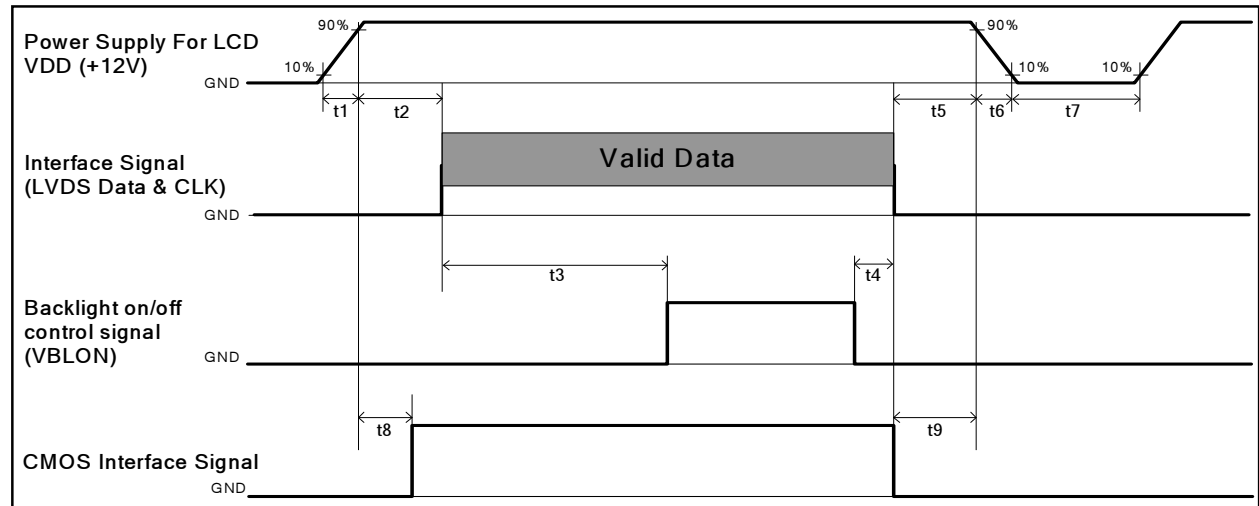 Power Supply For LCD
VDD (+12V)
90%
10%
GND
90%
10%
10%
t1
t2
t5
t6
t7
Interface Signal
(LVDS Data & CLK)
Valid Data
GND
t3
t4
Backlight on/off
control signal
(VBLON)
GND
t8
t9
CMOS Interface Signal
GND